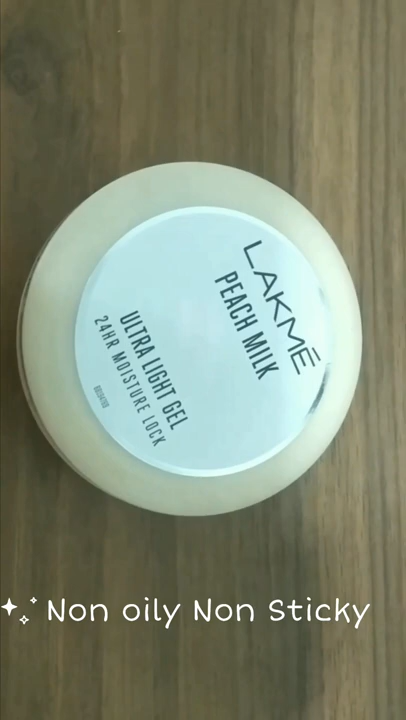 LAKMĒ
PEACH MILK
ULTRA LIGHT GEL
24HR MOISTURE LOCK
Non oily Non Sticky